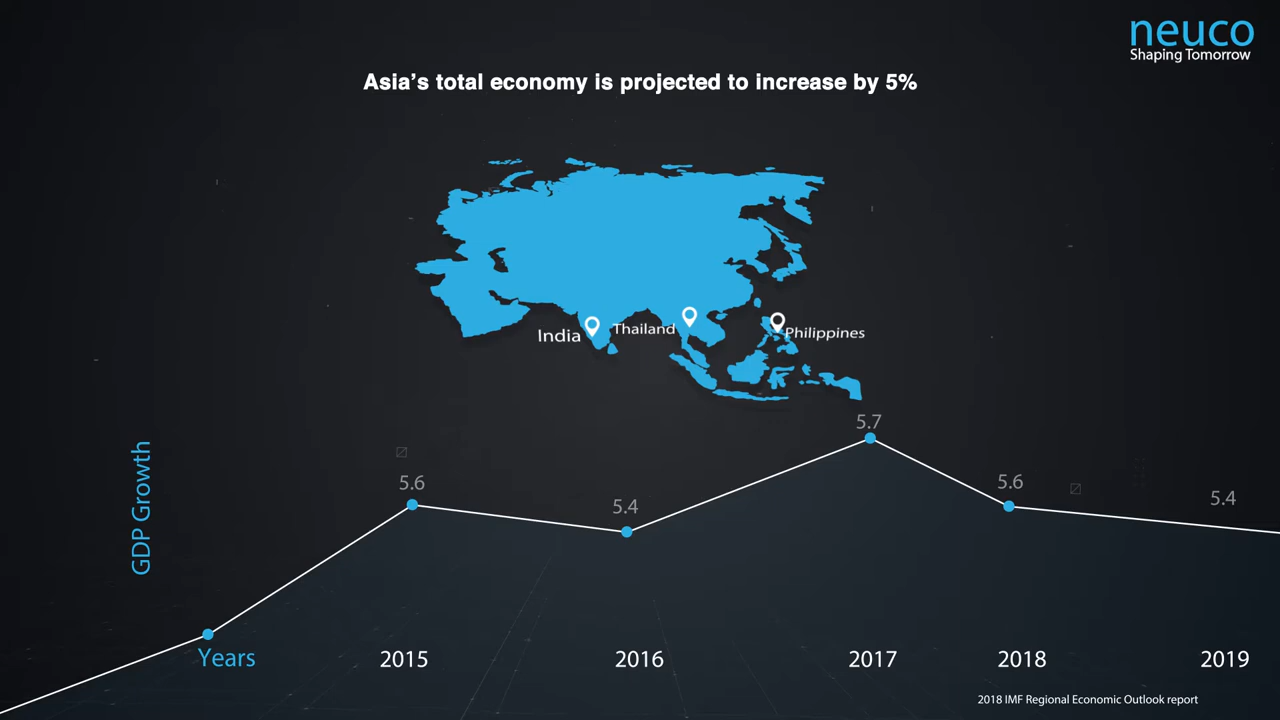 neuco
Shaping Tomorrow
Asia's total economy is projected to increase by 5%
India
Thailand
Philippines
GDP Growth
5.6
5.4
5.7
5.6
5.4
Years
2015
2016
2017
2018
2019
2018 IMF Regional Economic Outlook report